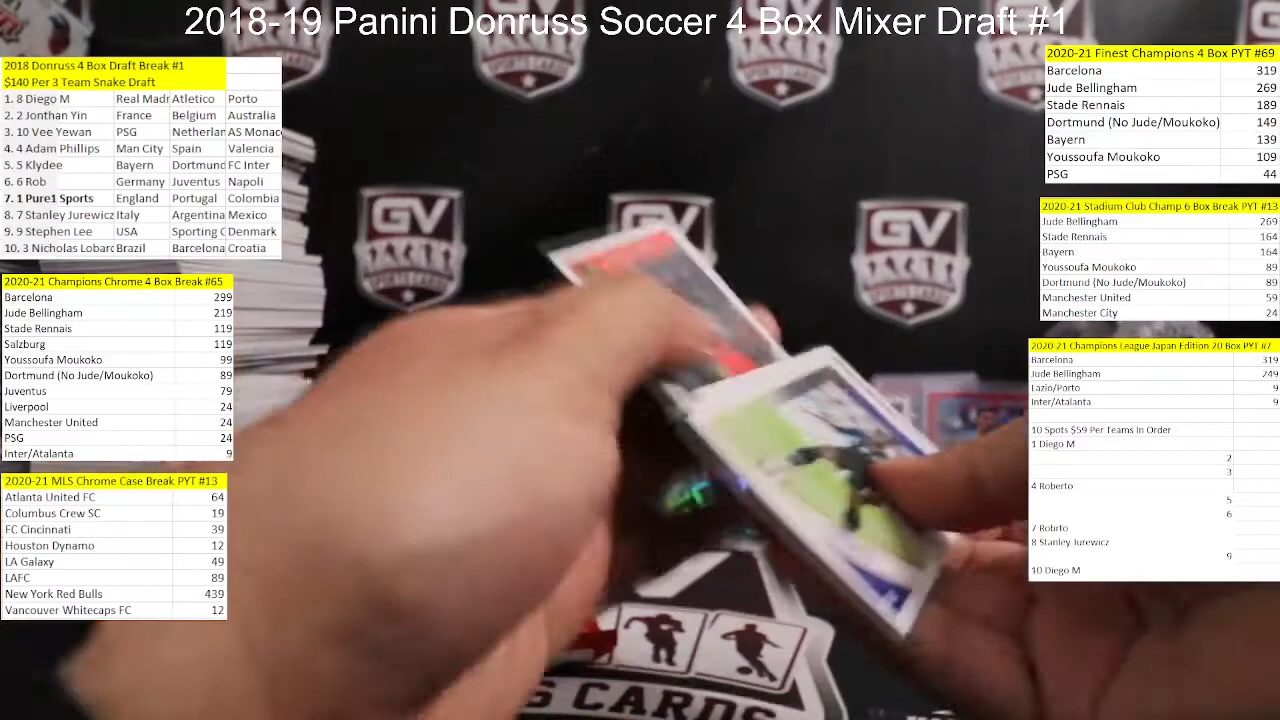 2018-19 Panini Donruss Soccer 4 Box Mixer Draft #1
2018 Donruss 4 Box Draft Break #1
$140 Per 3 Team Snake Draft
1. 8 Diego M Real Madr Atletico Porto
2. 2 Jonthan Yin France Belgium Australia
3. 10 Vee Yewan PSG Netherlan AS Monac
4. 4 Adam Phillips Man City Spain Valencia
5. 5 Klydee Bayern Dortmund FC Inter
6. 6 Rob Germany Juventus Napoli
7. 1 Pure1 Sports England Portugal Colombia
8. 7 Stanley Jurewicz Italy Argentina Mexico
9. 9 Stephen Lee USA Sporting C Denmark
10. 3 Nicholas Lobard Brazil Barcelona Croatia
2020-21 Champions Chrome 4 Box Break #65
Barcelona 299
Jude Bellingham 219
Stade Rennais 119
Salzburg 119
Youssoufa Moukoko 99
Dortmund (No Jude/Moukoko) 89
Juventus 79
Liverpool 24
Manchester United 24
PSG 24
Inter/Atalanta 9
2020-21 MLS Chrome Case Break PYT #13
Atlanta United FC 64
Columbus Crew SC 19
FC Cincinnati 39
Houston Dynamo 12
LA Galaxy 49
LAFC 89
New York Red Bulls 439
Vancouver Whitecaps FC 12
2020-21 Finest Champions 4 Box PYT #69
Barcelona 319
Jude Bellingham 269
Stade Rennais 189
Dortmund (No Jude/Moukoko) 149
Bayern 139
Youssoufa Moukoko 109
PSG 44
2020-21 Stadium Club Champ 6 Box Break PYT #13
Jude Bellingham 269
Stade Rennais 164
Bayern 164
Youssoufa Moukoko 89
Dortmund (No Jude/Moukoko) 89
Manchester United 59
Manchester City 24
2020-21 Champions League Japan Edition 20 Box PYT #7
Barcelona 319
Jude Bellingham 249
Lazio/Porto 9
Inter/Atalanta 9
10 Spots $59 Per Teams In Order
1 Diego M
2
3
4 Roberto
5
6
7 Robrto
8 Stanley Jurewicz
9
10 Diego M
GV
SPORTS CARDS
GV
GV
SPORTS CARDS
S CARDS